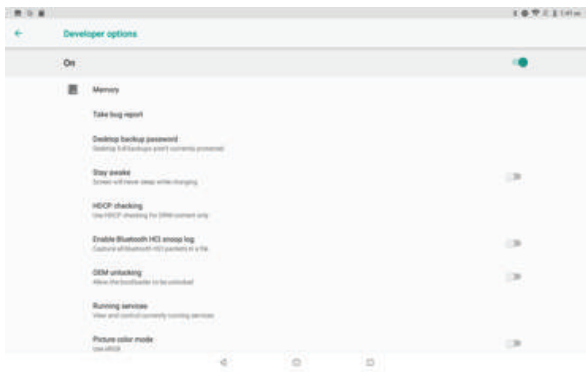 Developer options
On
Memory
Take bug report
Desktop backup password
Desktop full backups aren't currently protected
Stay awake
Screen will never sleep while charging
HDCP checking
Use HDCP checking for DRM content only
Enable Bluetooth HCI snoop log
Capture all Bluetooth HCI packets in a file
OEM unlocking
Allow the bootloader to be unlocked
Running services
View and control currently running services
Picture color mode
Use sRGB